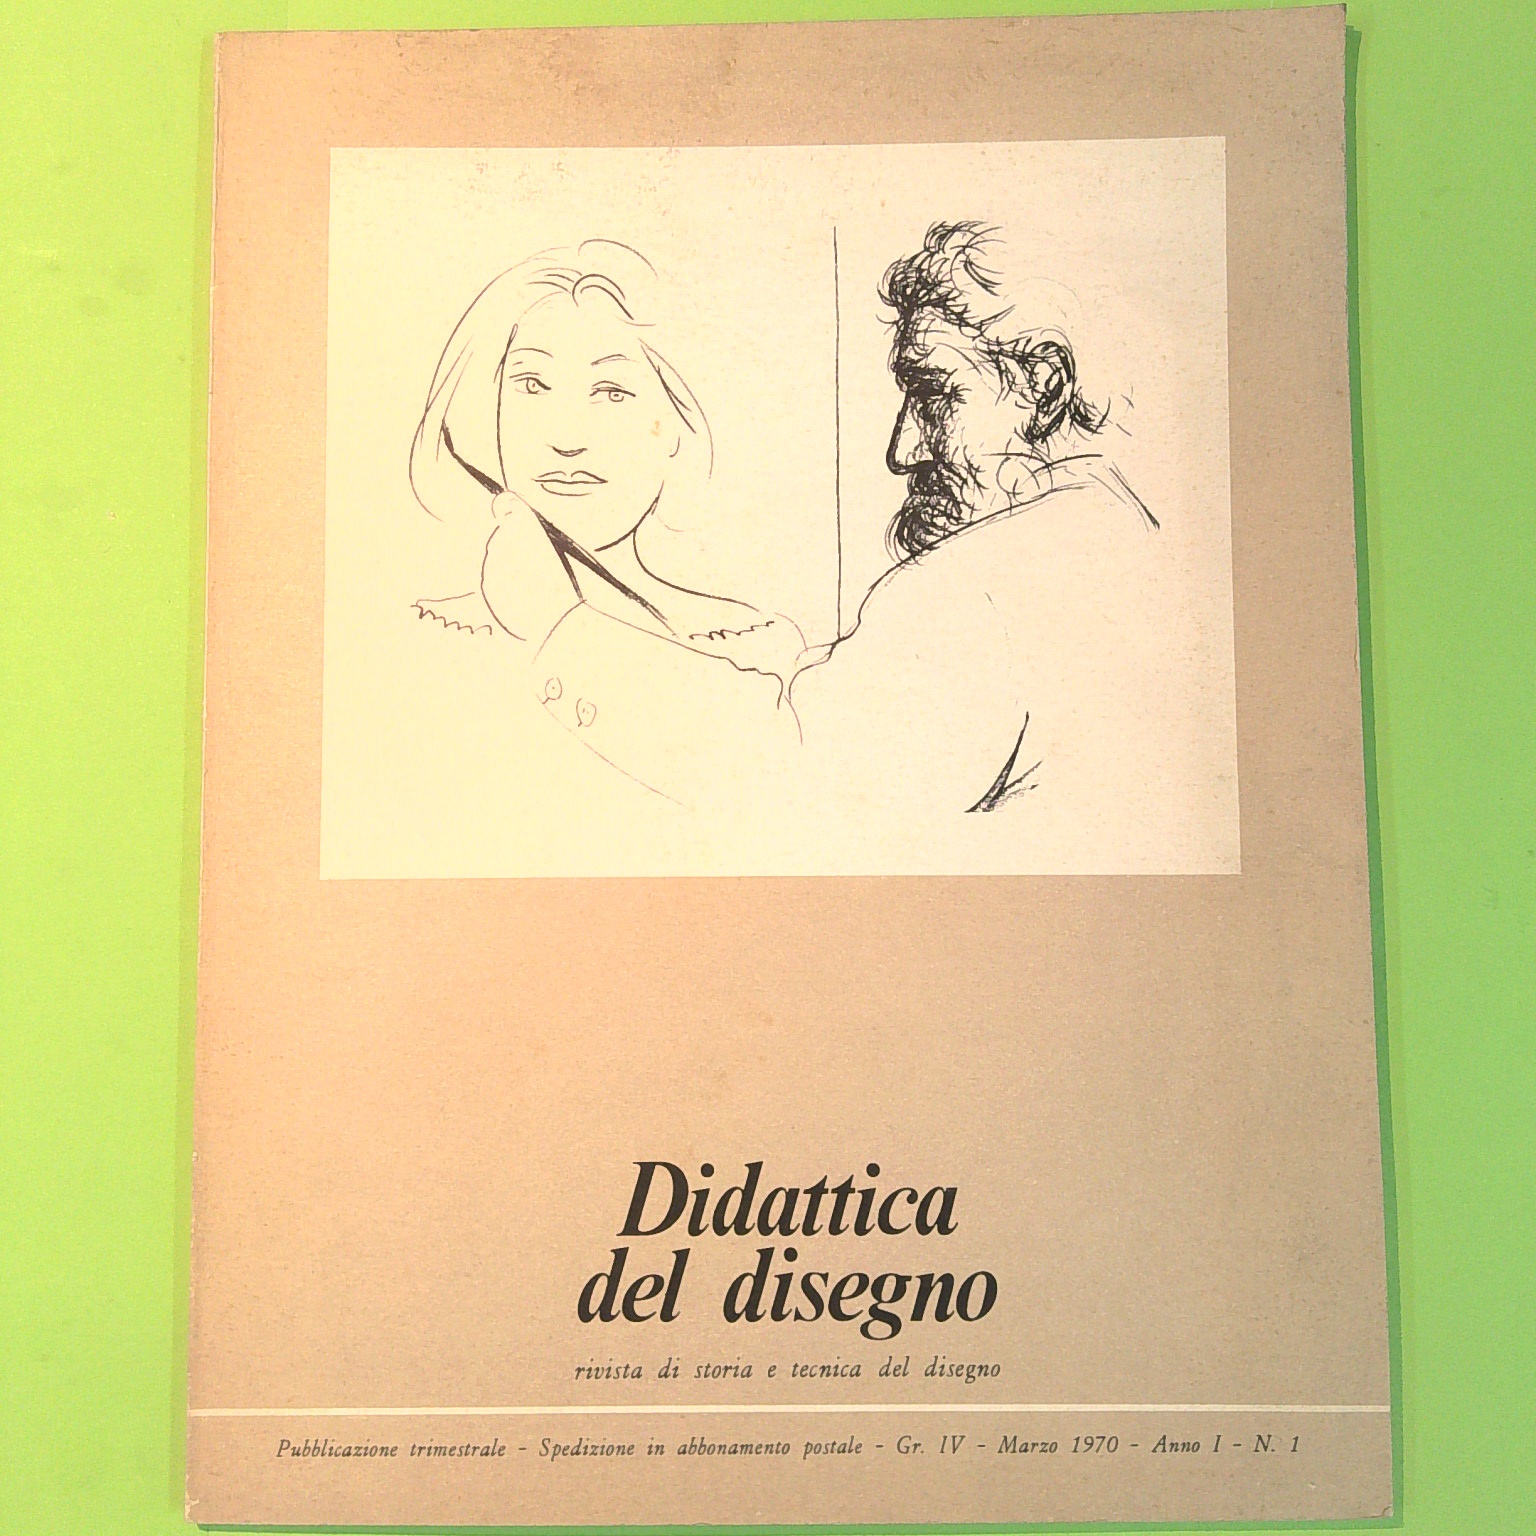 Didattica
del disegno
rivista di storia e tecnica del disegno
Pubblicazione trimestrale - Spedizione in abbonamento postale - Gr. IV - Marzo 1970 - Anno I - N. 1